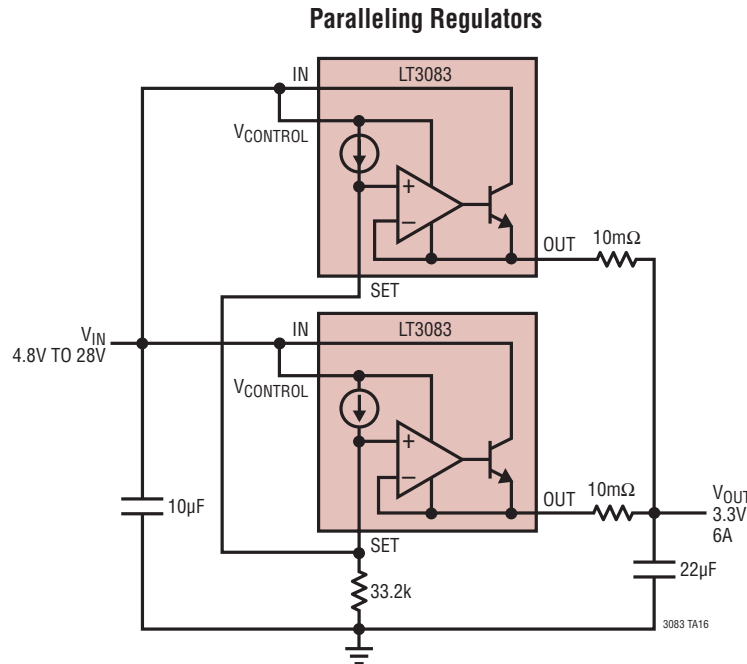 Paralleling Regulators
IN
LT3083
VCONTROL
+
–
OUT
10mΩ
SET
VIN
4.8V TO 28V
IN
LT3083
VCONTROL
+
–
OUT
10mΩ
VOUT
3.3V
6A
10µF
SET
33.2k
22µF
3083 TA16